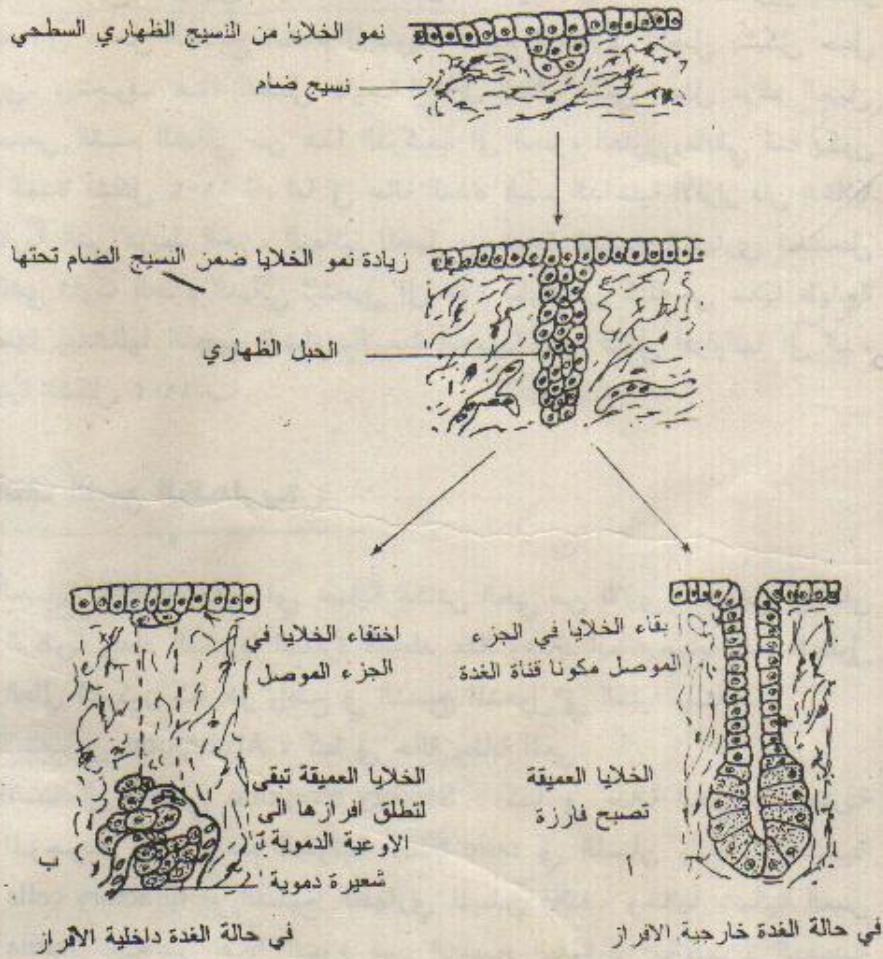 نمو الخلايا من النسيج الظهاري السطحي
نسيج ضام
زيادة نمو الخلايا ضمن النسيج الضام تحتها
الحبل الظهاري
بقاء الخلايا في الجزء
الموصل مكونا قناة الغدة
الخلايا العميقة
تصبح فارزة
أ
في حالة الغدة خارجية الافراز
اختفاء الخلايا في
الجزء الموصل
الخلايا العميقة تبقى
لتطلق افرازها الى
الاوعية الدموية
شعيرة دموية
ب
في حالة الغدة داخلية الافراز